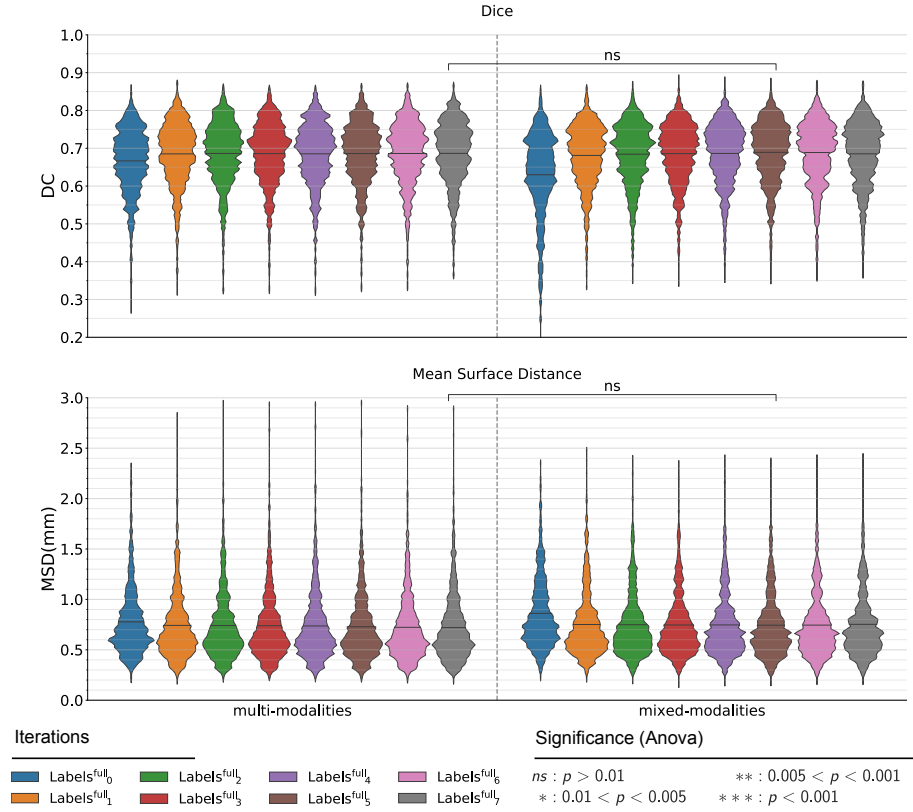 Dice
1.0
0.9
0.8
0.7
0.6
0.5
0.4
0.3
0.2
DC
ns
Mean Surface Distance
ns
3.0
2.5
2.0
1.5
1.0
0.5
0.0
MSD(mm)
multi-modalities mixed-modalities
Iterations
Labels^full_0 Labels^full_2 Labels^full_4 Labels^full_6
Labels^full_1 Labels^full_3 Labels^full_5 Labels^full_7
Significance (Anova)
ns : p > 0.01 ** : 0.005 < p < 0.001
* : 0.01 < p < 0.005 *** : p < 0.001